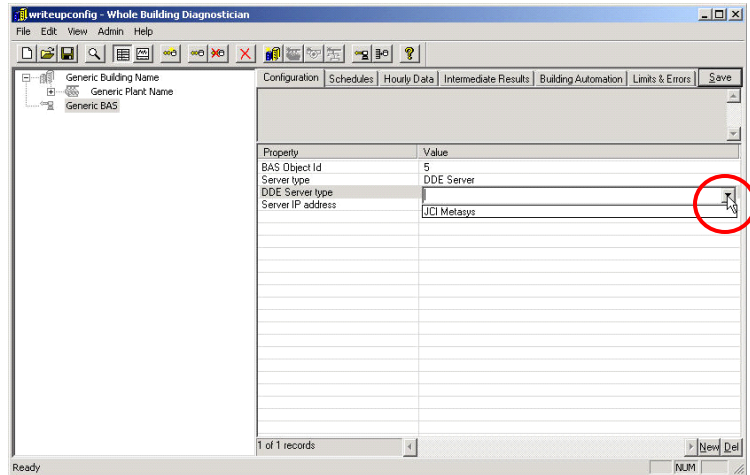 writeupconfig - Whole Building Diagnostician
File Edit View Admin Help
Generic Building Name
Generic Plant Name
Generic BAS
Configuration Schedules Hourly Data Intermediate Results Building Automation Limits & Errors Save
Property Value
BAS Object Id 5
Server type DDE Server
DDE Server type
Server IP address
JCI Metasys
1 of 1 records
New Del
Ready NUM